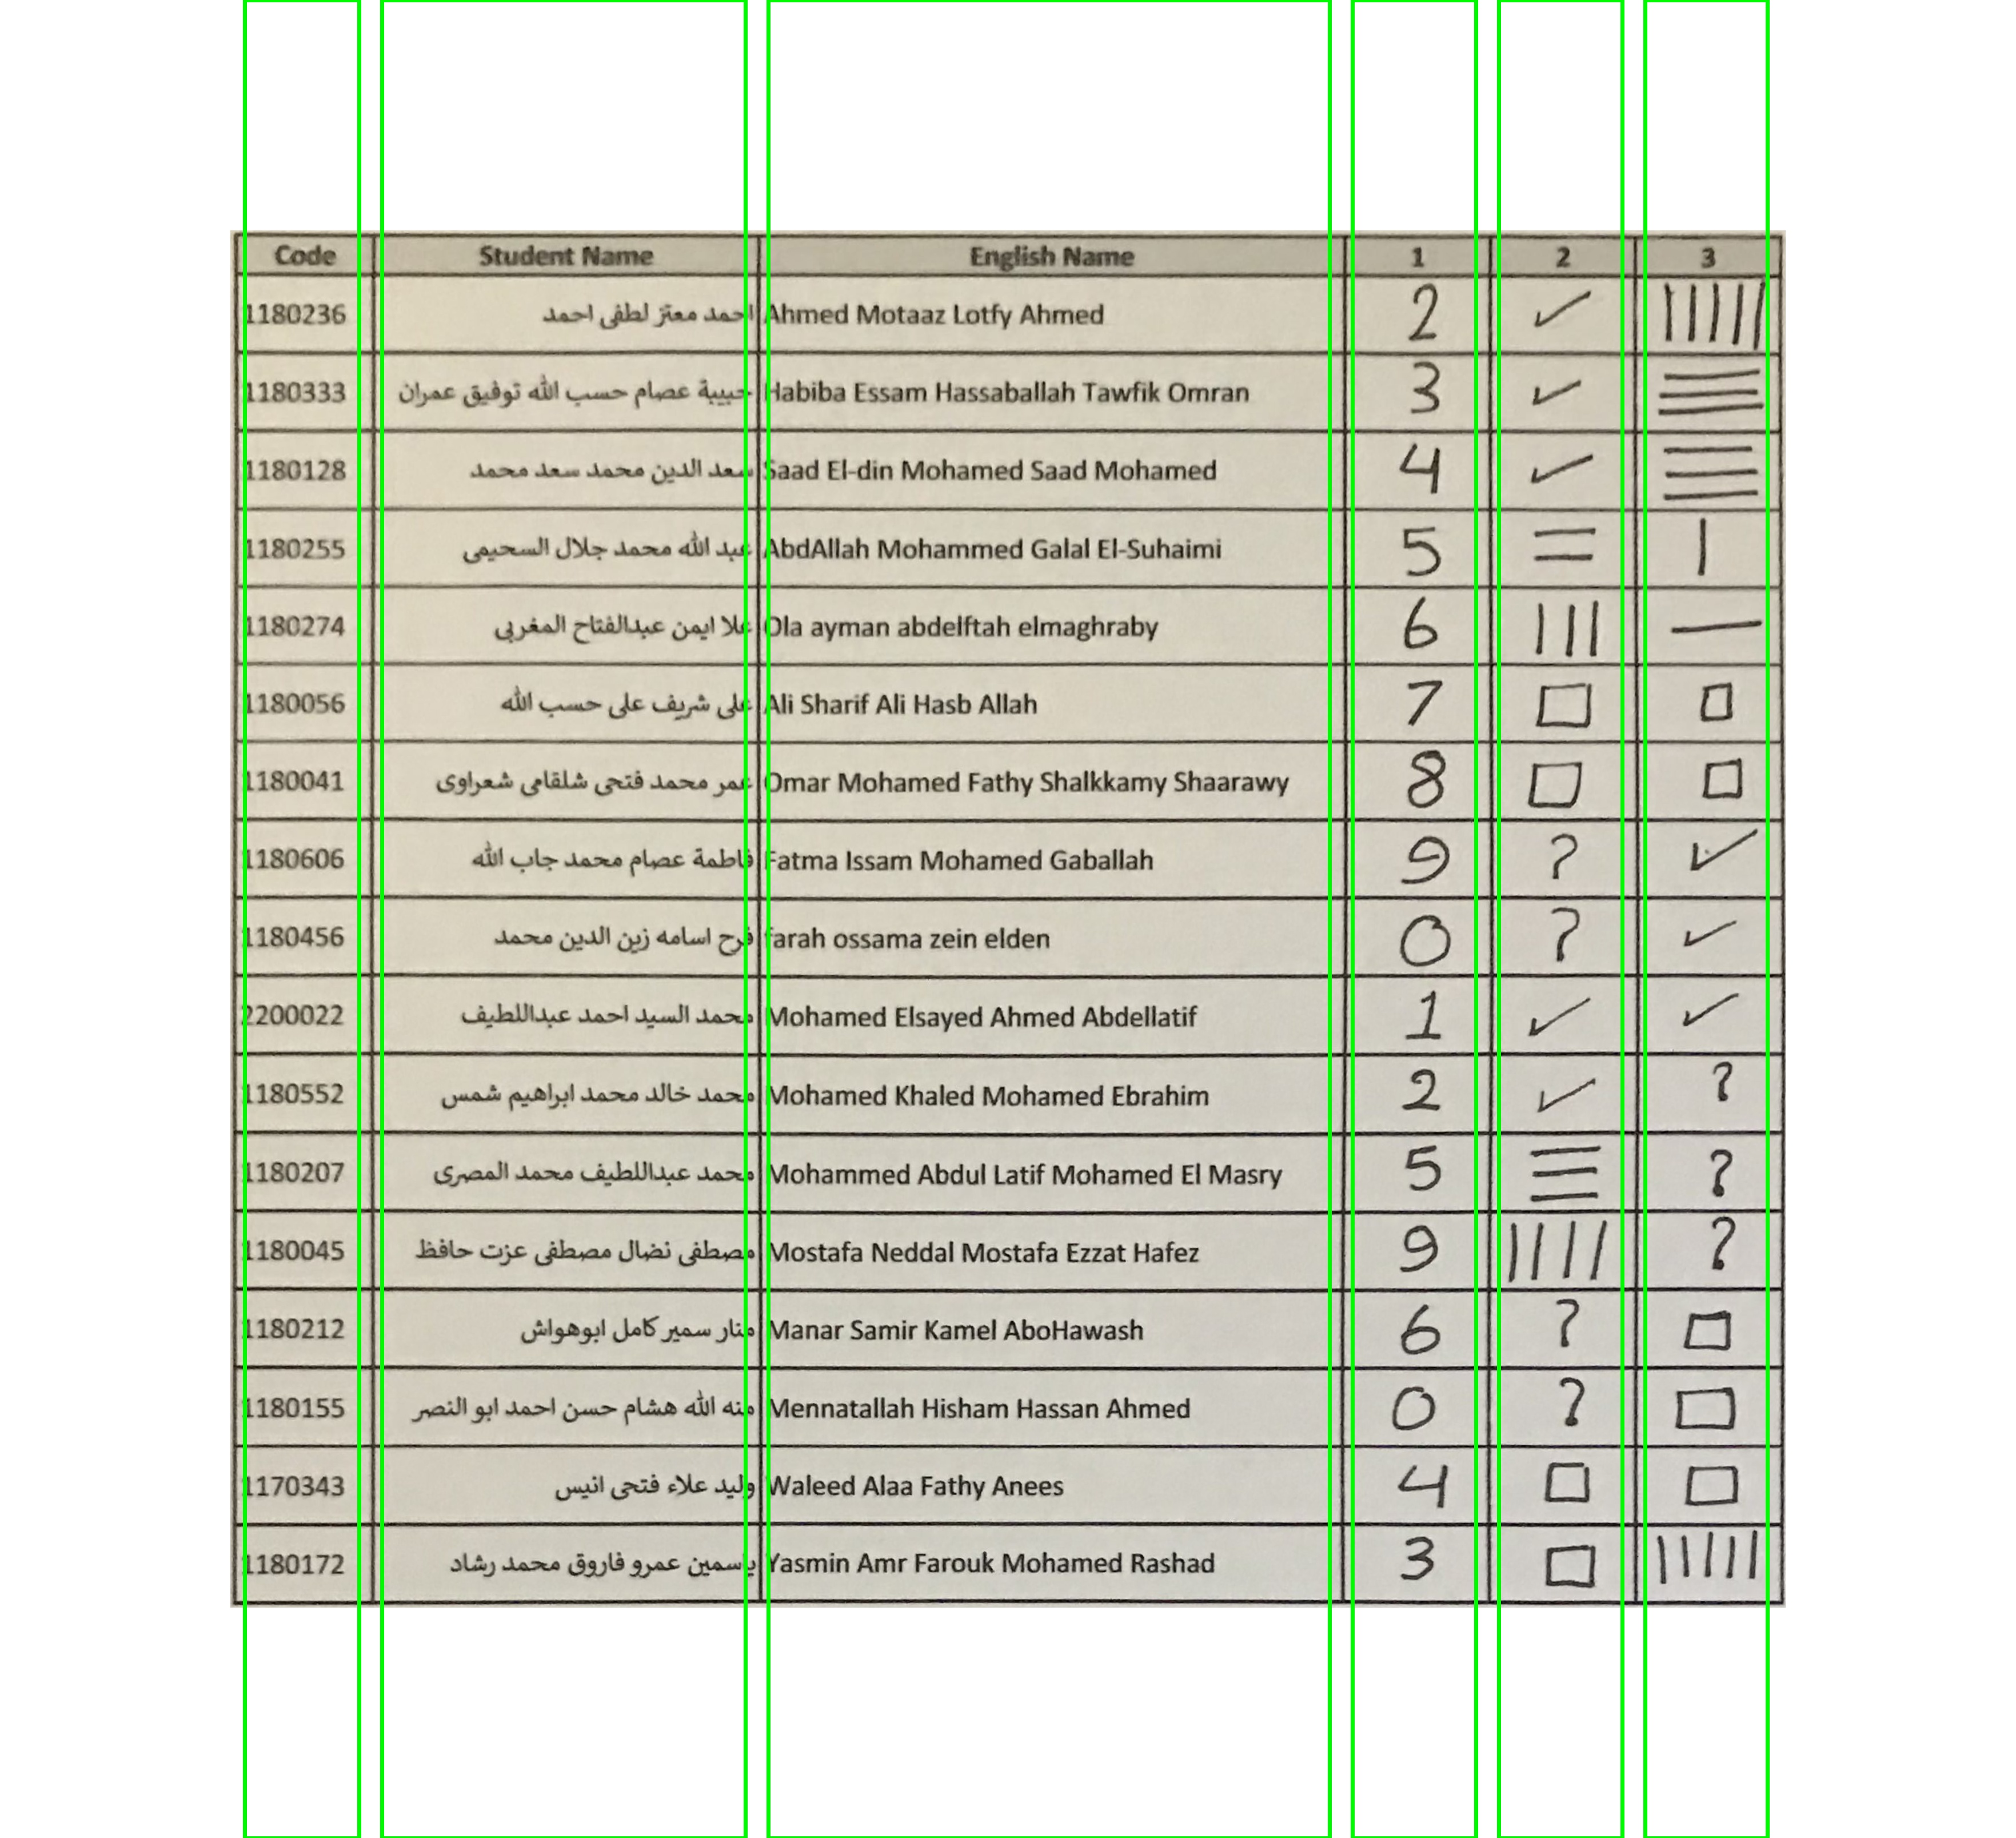 Code Student Name English Name 1 2 3
1180236 احمد معتز لطفى احمد Ahmed Motaaz Lotfy Ahmed 2 ✓ |||||
1180333 حبيبة عصام حسب الله توفيق عمران Habiba Essam Hassaballah Tawfik Omran 3 ✓ ☰
1180128 سعد الدين محمد سعد محمد Saad El-din Mohamed Saad Mohamed 4 ✓ ☰
1180255 عبد الله محمد جلال السحيمى AbdAllah Mohammed Galal El-Suhaimi 5 = |
1180274 علا ايمن عبدالفتاح المغربى Ola ayman abdelftah elmaghraby 6 ||| —
1180056 على شريف على حسب الله Ali Sharif Ali Hasb Allah 7 □ □
1180041 عمر محمد فتحى شلقامى شعراوى Omar Mohamed Fathy Shalkkamy Shaarawy 8 □ □
1180606 فاطمة عصام محمد جاب الله Fatma Issam Mohamed Gaballah 9 ? ✓
1180456 فرح اسامه زين الدين محمد farah ossama zein elden 0 ? ✓
2200022 محمد السيد احمد عبداللطيف Mohamed Elsayed Ahmed Abdellatif 1 ✓ ✓
1180552 محمد خالد محمد ابراهيم شمس Mohamed Khaled Mohamed Ebrahim 2 ✓ ?
1180207 محمد عبداللطيف محمد المصرى Mohammed Abdul Latif Mohamed El Masry 5 ☰ ?
1180045 مصطفى نضال مصطفى عزت حافظ Mostafa Neddal Mostafa Ezzat Hafez 9 |||| ?
1180212 منار سمير كامل ابوهواش Manar Samir Kamel AboHawash 6 ? □
1180155 منه الله هشام حسن احمد ابو النصر Mennatallah Hisham Hassan Ahmed 0 ? □
1170343 وليد علاء فتحى انيس Waleed Alaa Fathy Anees 4 □ □
1180172 ياسمين عمرو فاروق محمد رشاد Yasmin Amr Farouk Mohamed Rashad 3 □ |||||